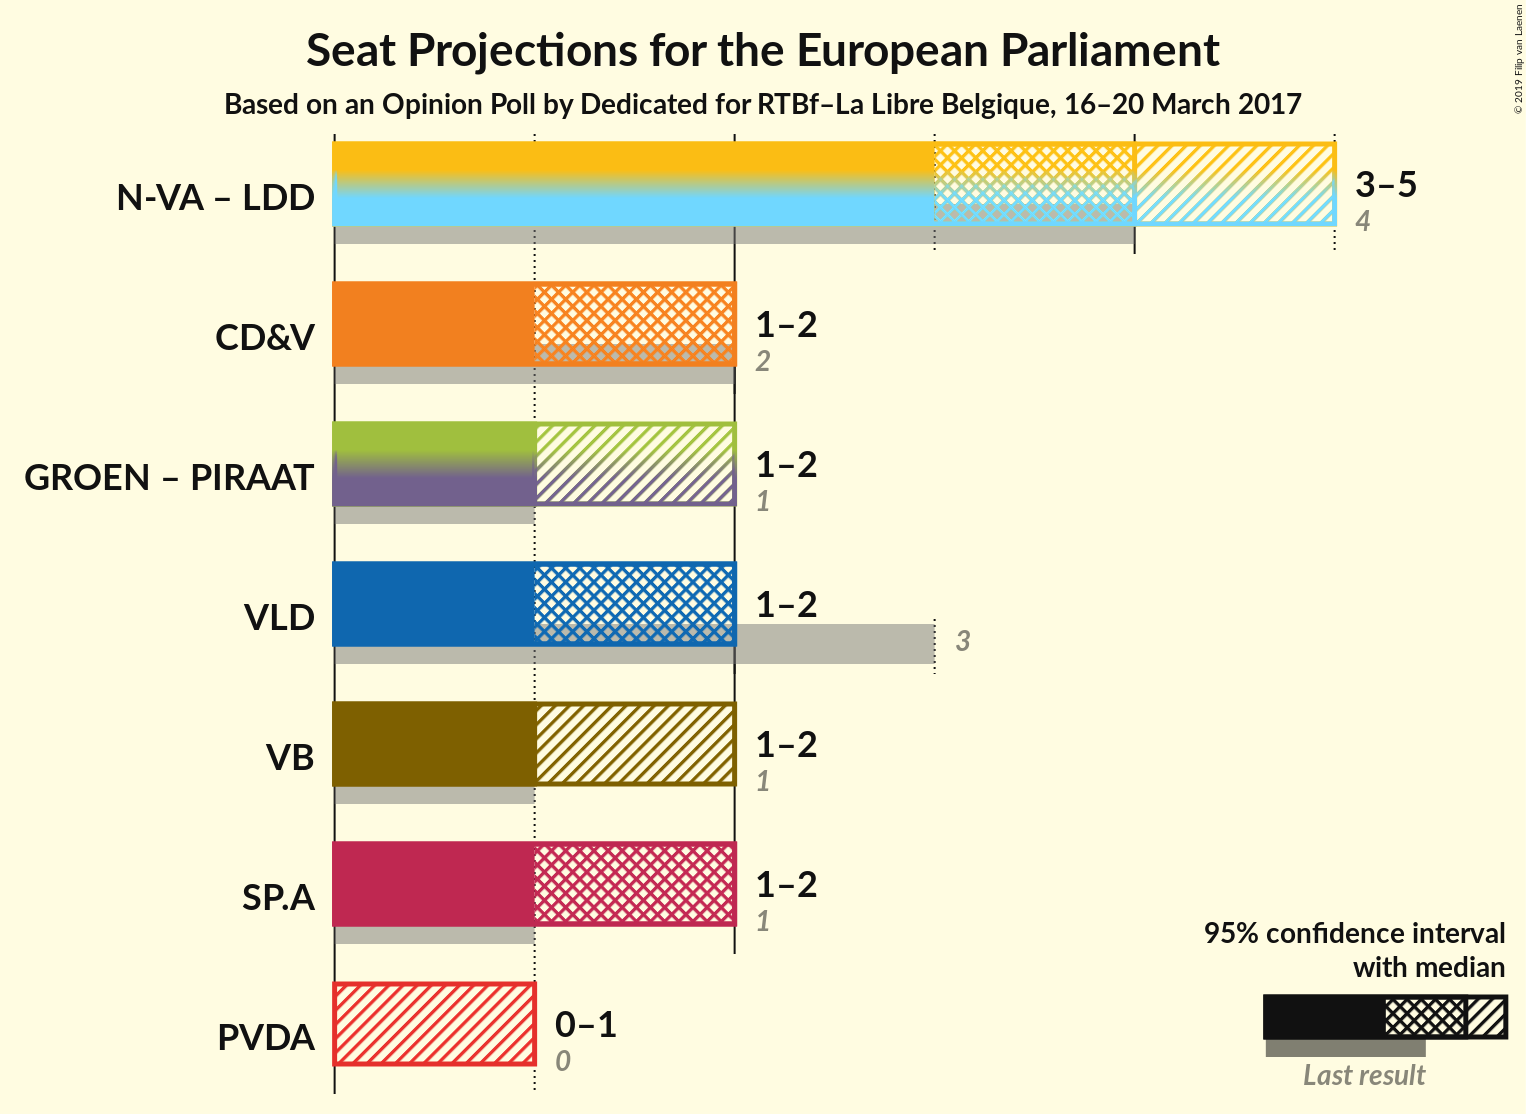 Seat Projections for the European Parliament
Based on an Opinion Poll by Dedicated for RTBf–La Libre Belgique, 16–20 March 2017
© 2019 Filip van Laenen
N-VA – LDD
3–5
4
CD&V
1–2
2
GROEN – PIRAAT
1–2
1
VLD
1–2
3
VB
1–2
1
SP.A
1–2
1
PVDA
0–1
0
95% confidence interval
with median
Last result